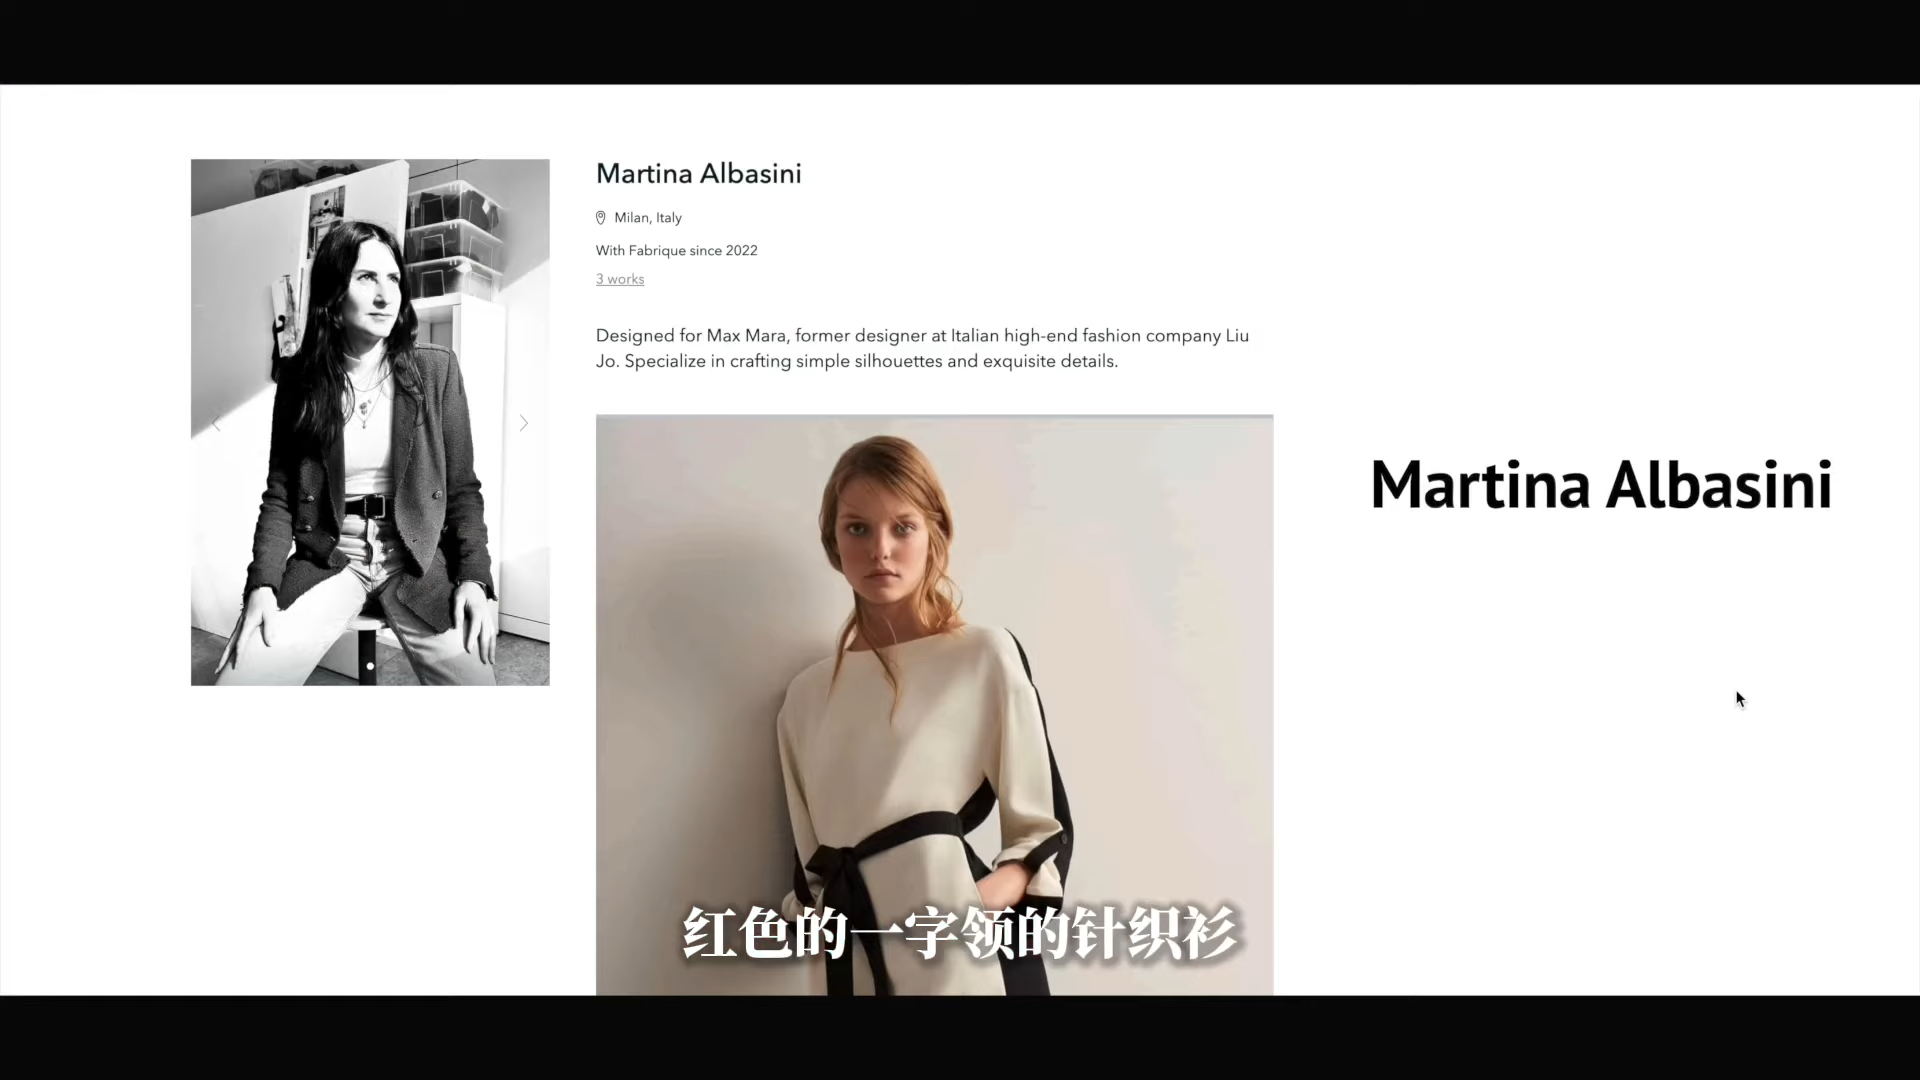 Martina Albasini
Milan, Italy
With Fabrique since 2022
3 works
Designed for Max Mara, former designer at Italian high-end fashion company Liu
Jo. Specialize in crafting simple silhouettes and exquisite details.
Martina Albasini
红色的一字领的针织衫